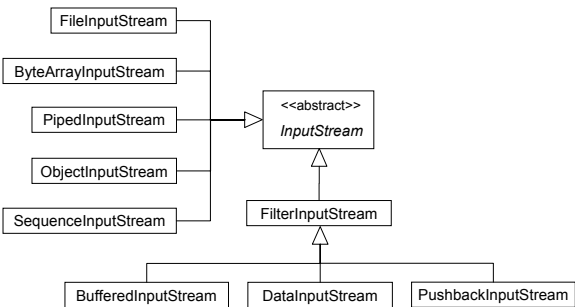 FileInputStream
ByteArrayInputStream
PipedInputStream
ObjectInputStream
SequenceInputStream
<<abstract>>
InputStream
FilterInputStream
BufferedInputStream
DataInputStream
PushbackInputStream